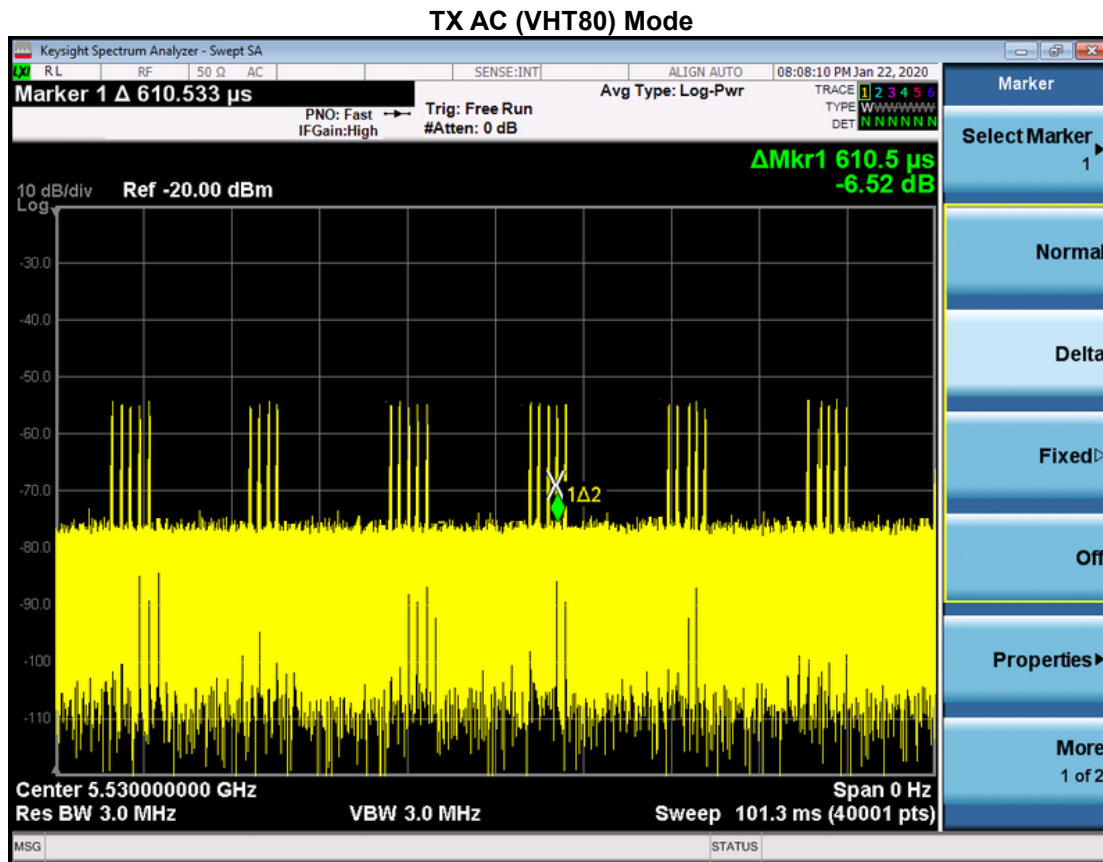 TX AC (VHT80) Mode
Keysight Spectrum Analyzer - Swept SA
LXI RL RF 50 Ω AC SENSE:INT ALIGN AUTO 08:08:10 PM Jan 22, 2020
Marker 1 Δ 610.533 µs
PNO: Fast
IFGain:High
Trig: Free Run
#Atten: 0 dB
Avg Type: Log-Pwr
TRACE 1 2 3 4 5 6
TYPE WWWWWW
DET N N N N N N
ΔMkr1 610.5 µs
-6.52 dB
10 dB/div Ref -20.00 dBm
Log
-30.0
-40.0
-50.0
-60.0
-70.0
1Δ2
-80.0
-90.0
-100
-110
Center 5.530000000 GHz Span 0 Hz
Res BW 3.0 MHz VBW 3.0 MHz Sweep 101.3 ms (40001 pts)
MSG STATUS
Marker
Select Marker
1
Normal
Delta
Fixed
Off
Properties
More
1 of 2